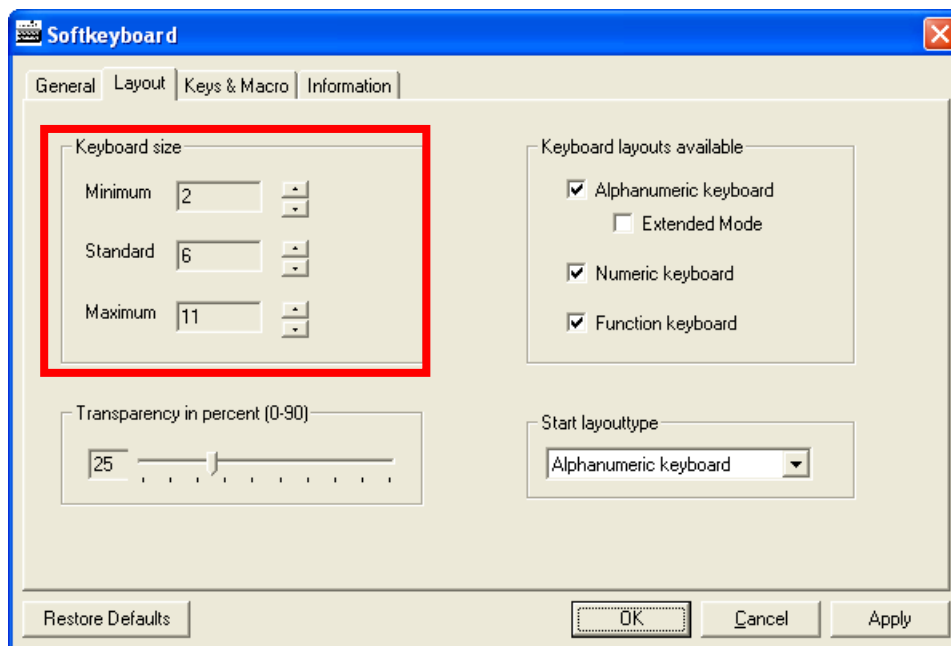 Softkeyboard
General Layout Keys & Macro Information
Keyboard size
Minimum 2
Standard 6
Maximum 11
Keyboard layouts available
Alphanumeric keyboard
Extended Mode
Numeric keyboard
Function keyboard
Transparency in percent (0-90)
25
Start layouttype
Alphanumeric keyboard
Restore Defaults OK Cancel Apply